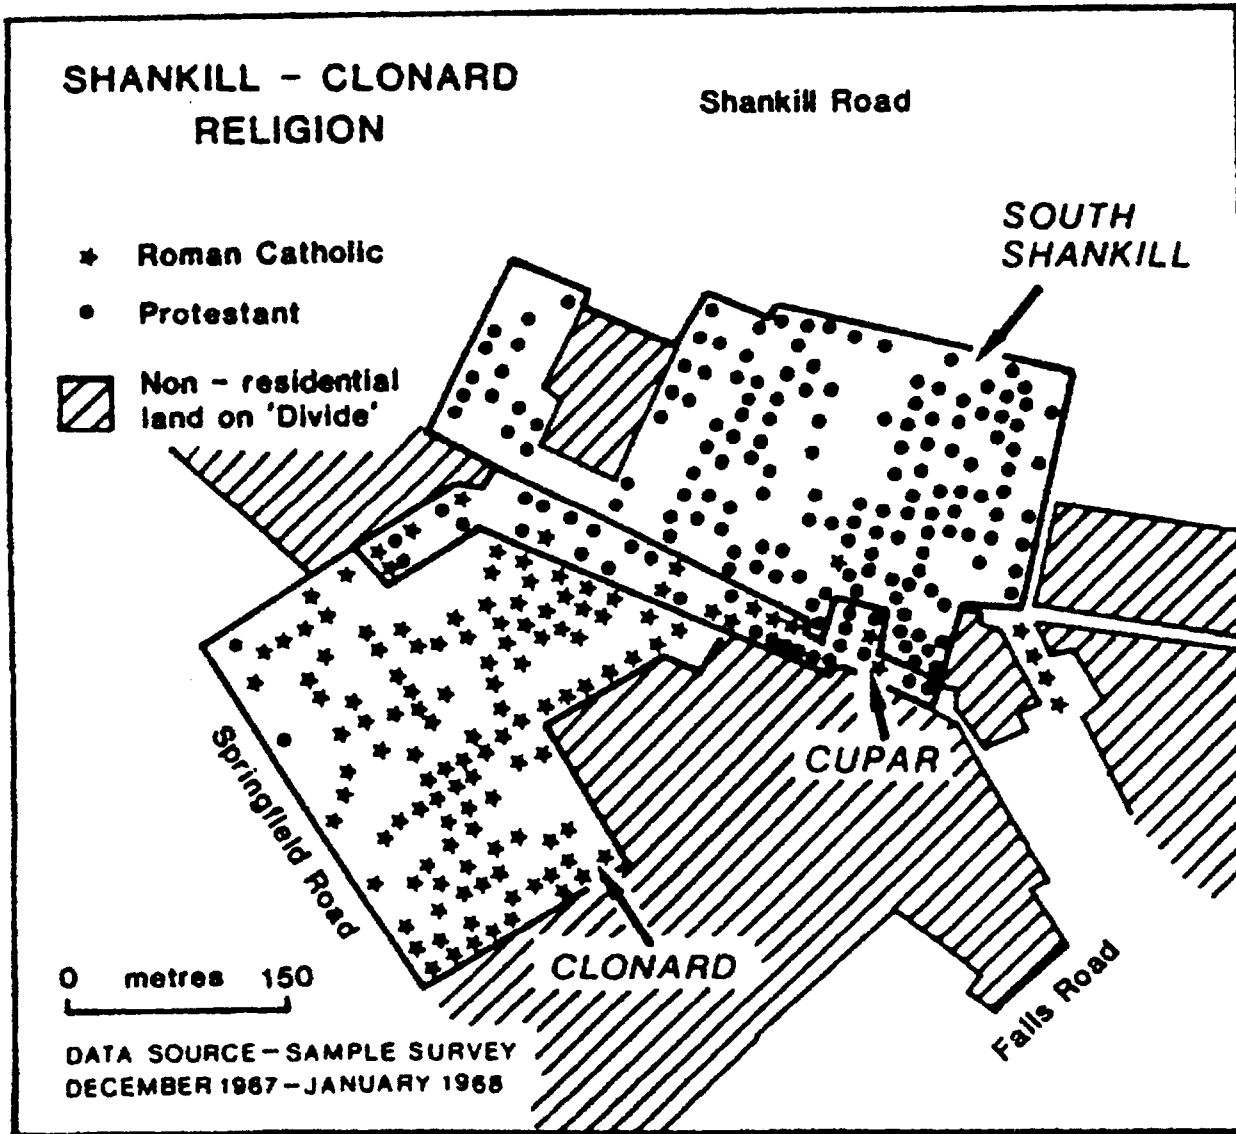 SHANKILL - CLONARD
RELIGION
Shankill Road
SOUTH
SHANKILL
Roman Catholic
Protestant
Non - residential
land on 'Divide'
CUPAR
Springfield Road
CLONARD
Falls Road
0 metres 150
DATA SOURCE - SAMPLE SURVEY
DECEMBER 1967 - JANUARY 1968